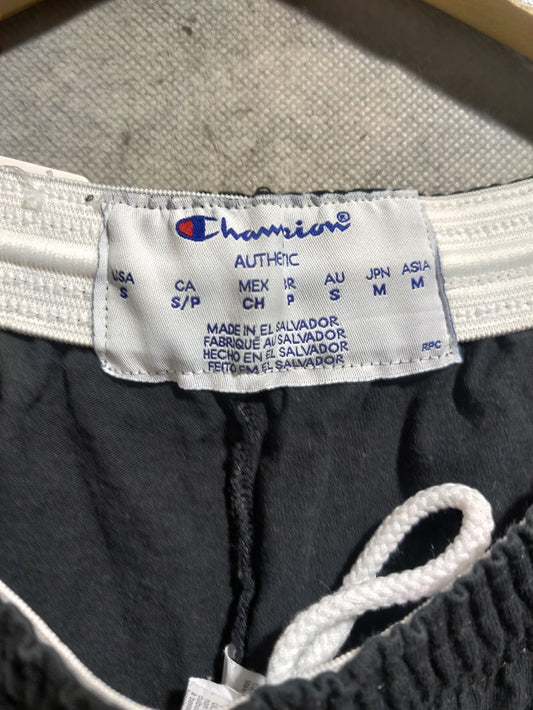 Champion®
AUTHENTIC
USA CA MEX BR AU JPN ASIA
S S/P CH P S M M
MADE IN EL SALVADOR
FABRIQUÉ AU SALVADOR
HECHO EN EL SALVADOR
FEITO EM EL SALVADOR
RPC